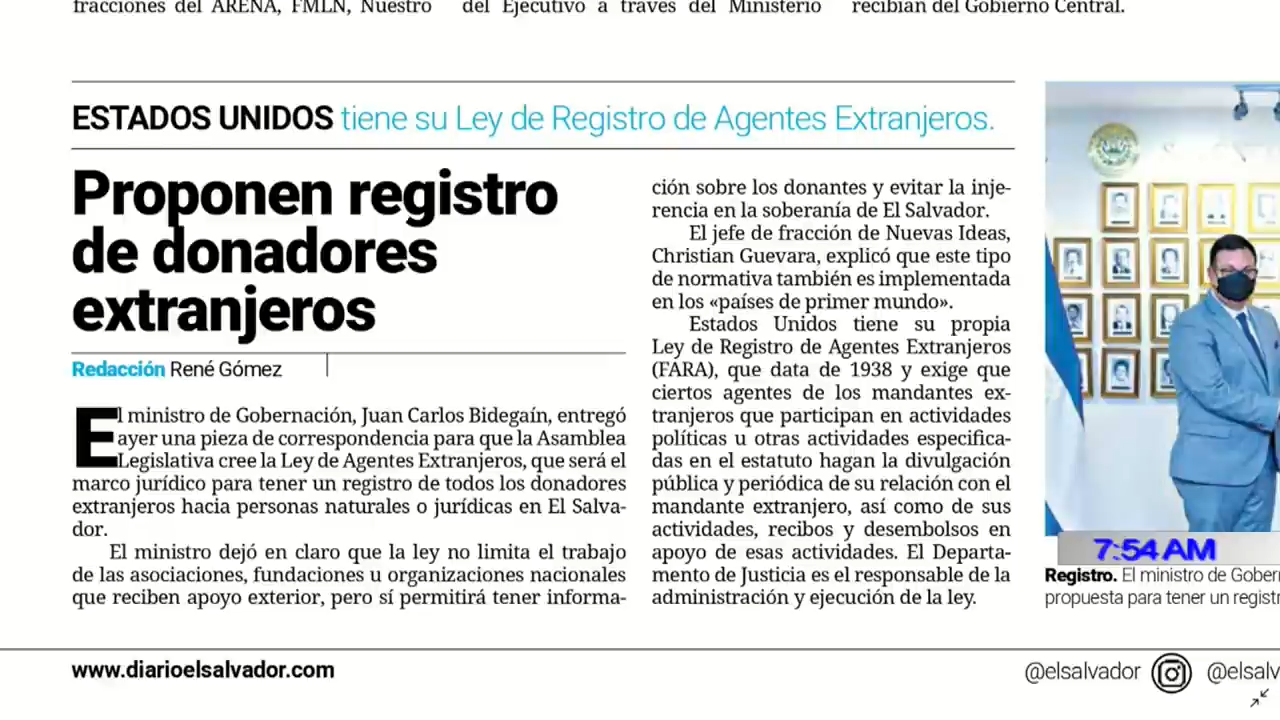 fracciones del ARENA, FMLN, Nuestro
del Ejecutivo a través del Ministerio
recibían del Gobierno Central.
ESTADOS UNIDOS tiene su Ley de Registro de Agentes Extranjeros.
Proponen registro
de donadores
extranjeros
Redacción René Gómez
El ministro de Gobernación, Juan Carlos Bidegaín, entregó
ayer una pieza de correspondencia para que la Asamblea
Legislativa cree la Ley de Agentes Extranjeros, que será el
marco jurídico para tener un registro de todos los donadores
extranjeros hacia personas naturales o jurídicas en El Salva-
dor.
El ministro dejó en claro que la ley no limita el trabajo
de las asociaciones, fundaciones u organizaciones nacionales
que reciben apoyo exterior, pero sí permitirá tener informa-
ción sobre los donantes y evitar la inje-
rencia en la soberanía de El Salvador.
El jefe de fracción de Nuevas Ideas,
Christian Guevara, explicó que este tipo
de normativa también es implementada
en los «países de primer mundo».
Estados Unidos tiene su propia
Ley de Registro de Agentes Extranjeros
(FARA), que data de 1938 y exige que
ciertos agentes de los mandantes ex-
tranjeros que participan en actividades
políticas u otras actividades especifica-
das en el estatuto hagan la divulgación
pública y periódica de su relación con el
mandante extranjero, así como de sus
actividades, recibos y desembolsos en
apoyo de esas actividades. El Departa-
mento de Justicia es el responsable de la
administración y ejecución de la ley.
7:54 AM
Registro. El ministro de Gober
propuesta para tener un registr
www.diarioelsalvador.com
@elsalvador
@elsalv